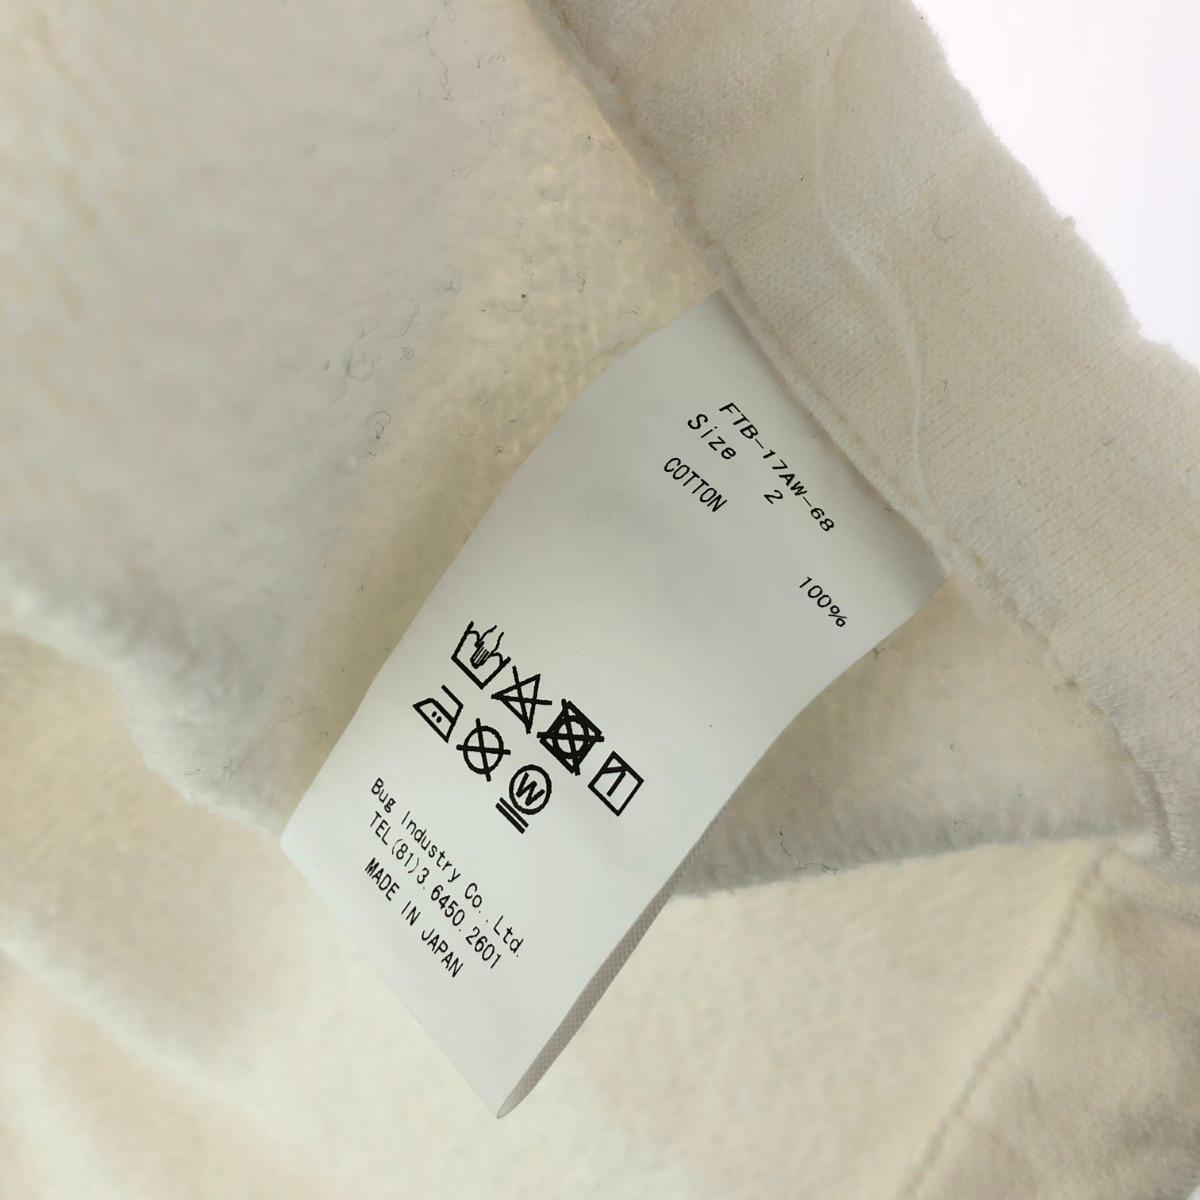 FTB-17AW-68
Size 2
COTTON 100%
W
Bug Industry Co.,Ltd.
TEL(81)3.6450.2601
MADE IN JAPAN